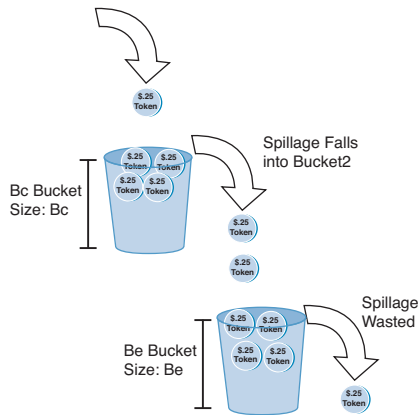 $.25
Token
$.25
Token
$.25
Token
$.25
Token
$.25
Token
Bc Bucket
Size: Bc
Spillage Falls
into Bucket2
$.25
Token
$.25
Token
$.25
Token
$.25
Token
$.25
Token
$.25
Token
Be Bucket
Size: Be
Spillage
Wasted
$.25
Token